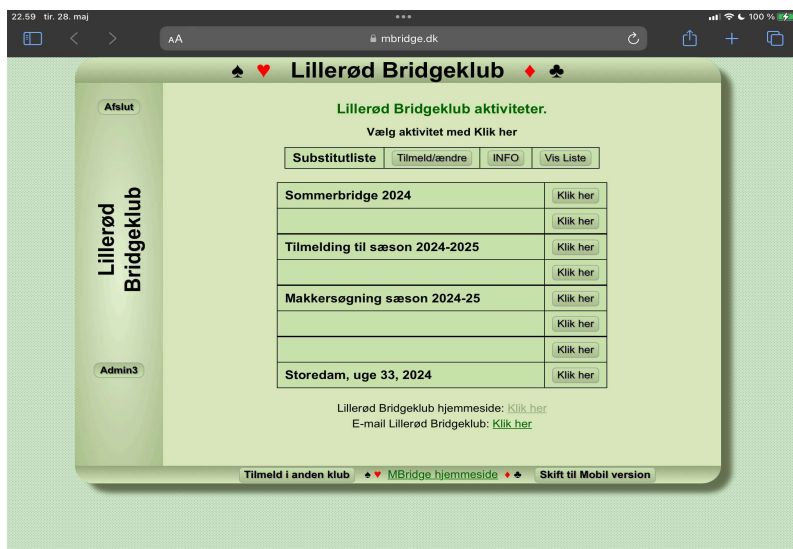 22.59 tir. 28. maj
100 %
AA
mbridge.dk
Lillerød Bridgeklub
Afslut
Lillerød
Bridgeklub
Admin3
Lillerød Bridgeklub aktiviteter.
Vælg aktivitet med Klik her
Substitutliste Tilmeld/ændre INFO Vis Liste
Sommerbridge 2024 Klik her
Klik her
Tilmelding til sæson 2024-2025 Klik her
Klik her
Makkersøgning sæson 2024-25 Klik her
Klik her
Klik her
Storedam, uge 33, 2024 Klik her
Lillerød Bridgeklub hjemmeside: Klik her
E-mail Lillerød Bridgeklub: Klik her
Tilmeld i anden klub MBridge hjemmeside Skift til Mobil version